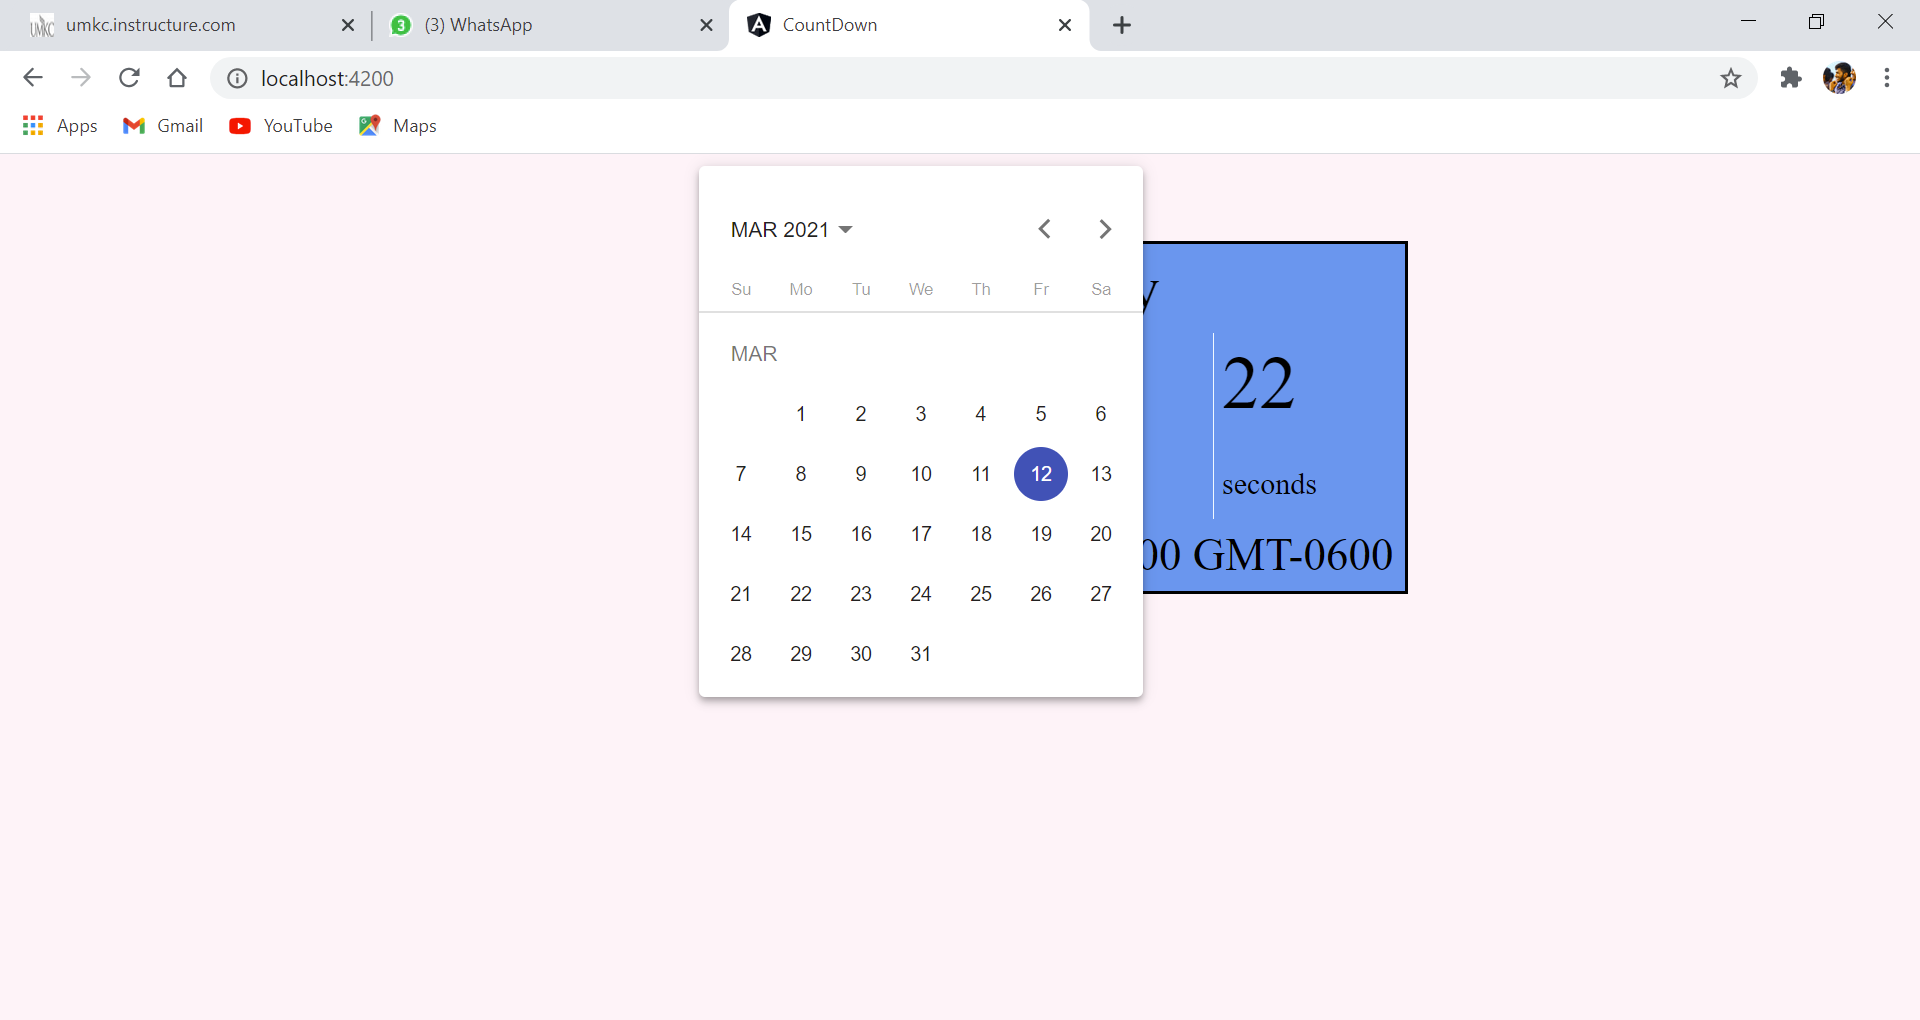 umkc.instructure.com
(3) WhatsApp
CountDown
localhost:4200
Apps
Gmail
YouTube
Maps
MAR 2021
Su Mo Tu We Th Fr Sa
MAR
1 2 3 4 5 6
7 8 9 10 11 12 13
14 15 16 17 18 19 20
21 22 23 24 25 26 27
28 29 30 31
y
22
seconds
00 GMT-0600